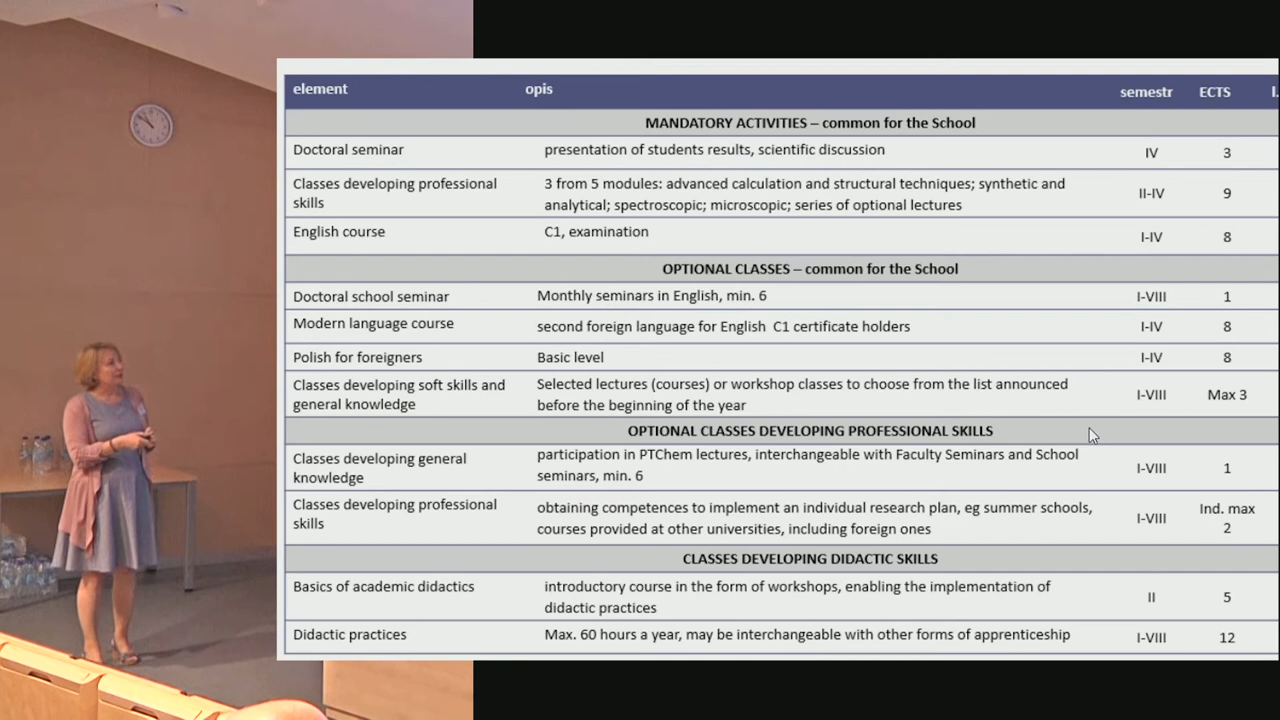 element opis semestr ECTS l.
MANDATORY ACTIVITIES – common for the School
Doctoral seminar presentation of students results, scientific discussion IV 3
Classes developing professional skills
3 from 5 modules: advanced calculation and structural techniques; synthetic and
analytical; spectroscopic; microscopic; series of optional lectures
II-IV 9
English course C1, examination I-IV 8
OPTIONAL CLASSES – common for the School
Doctoral school seminar Monthly seminars in English, min. 6 I-VIII 1
Modern language course second foreign language for English C1 certificate holders I-IV 8
Polish for foreigners Basic level I-IV 8
Classes developing soft skills and
general knowledge
Selected lectures (courses) or workshop classes to choose from the list announced
before the beginning of the year
I-VIII Max 3
OPTIONAL CLASSES DEVELOPING PROFESSIONAL SKILLS
Classes developing general
knowledge
participation in PTChem lectures, interchangeable with Faculty Seminars and School
seminars, min. 6
I-VIII 1
Classes developing professional
skills
obtaining competences to implement an individual research plan, eg summer schools,
courses provided at other universities, including foreign ones
I-VIII Ind. max
2
CLASSES DEVELOPING DIDACTIC SKILLS
Basics of academic didactics
introductory course in the form of workshops, enabling the implementation of
didactic practices
II 5
Didactic practices Max. 60 hours a year, may be interchangeable with other forms of apprenticeship I-VIII 12